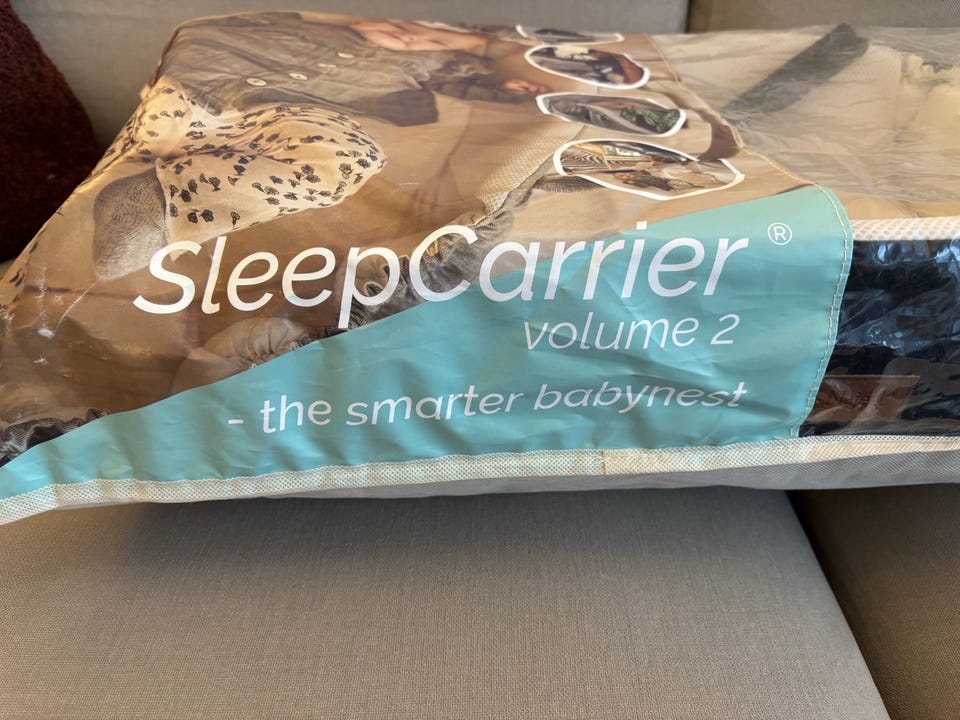 SleepCarrier®
volume 2
- the smarter babynest